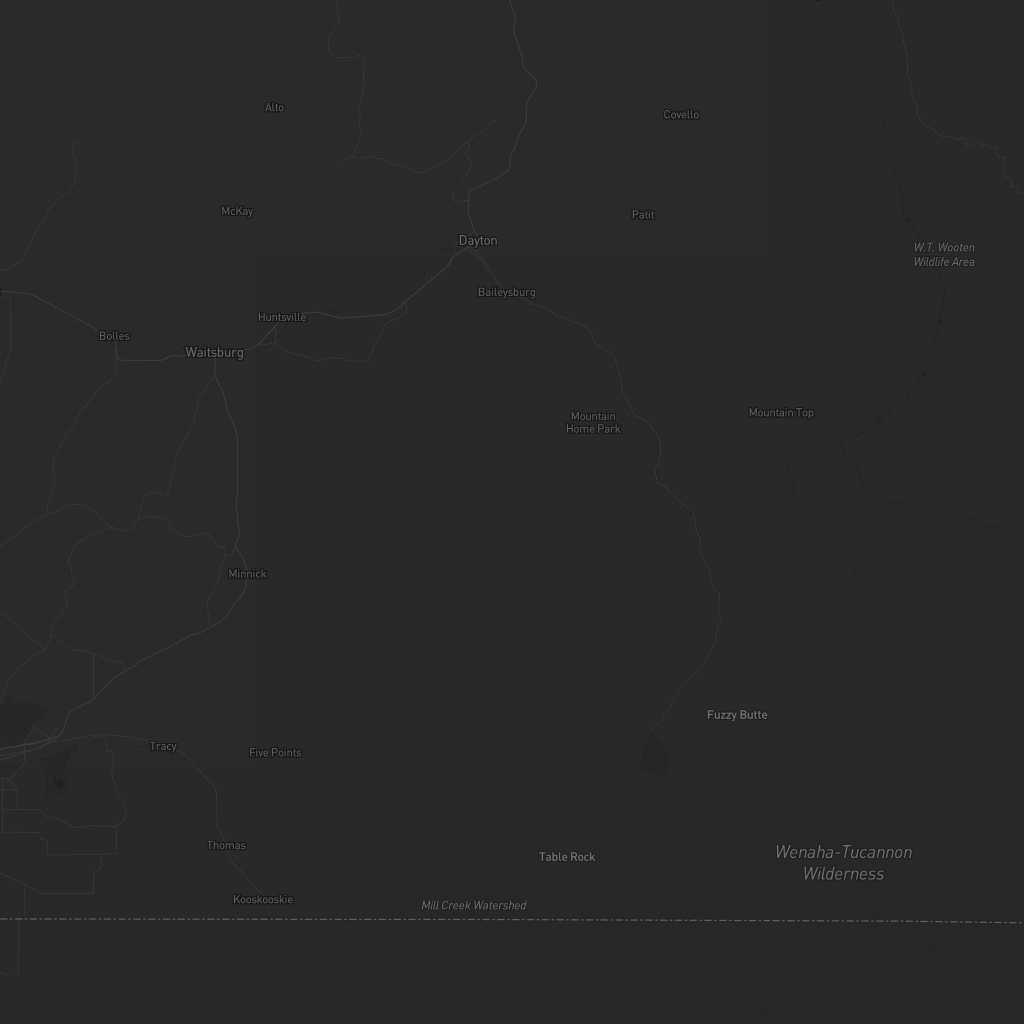 Alto
Covello
McKay
Patit
Dayton
W.T. Wooten
Wildlife Area
Baileysburg
Huntsville
Bolles
Waitsburg
Mountain
Home Park
Mountain Top
Minnick
Fuzzy Butte
Tracy
Five Points
Thomas
Table Rock
Wenaha-Tucannon
Wilderness
Kooskooskie
Mill Creek Watershed